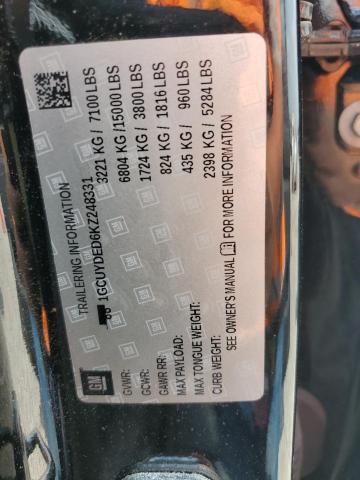 GM
TRAILERING INFORMATION
1GCUYDED6KZ248331
GVWR: 3221 KG / 7100 LBS
GCWR: 6804 KG /15000 LBS
GAWR RR: 1724 KG / 3800 LBS
MAX PAYLOAD: 824 KG / 1816 LBS
MAX TONGUE WEIGHT: 435 KG / 960 LBS
CURB WEIGHT: 2398 KG / 5284 LBS
SEE OWNER'S MANUAL FOR MORE INFORMATION